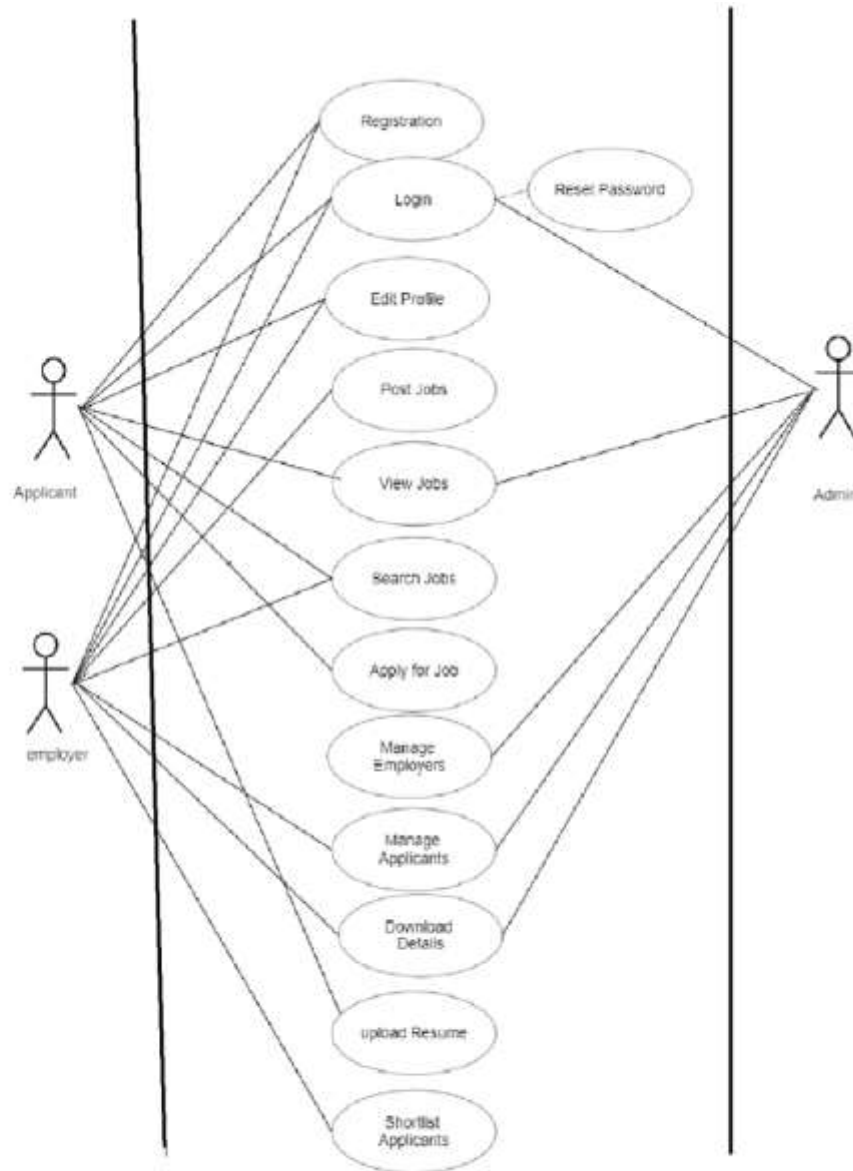 Registration
Login
Reset Password
Edit Profile
Post Jobs
View Jobs
Applicant
Admin
Search Jobs
Apply for Job
employer
Manage
Employers
Manage
Applicants
Download
Details
upload Resume
Shortlist
Applicants